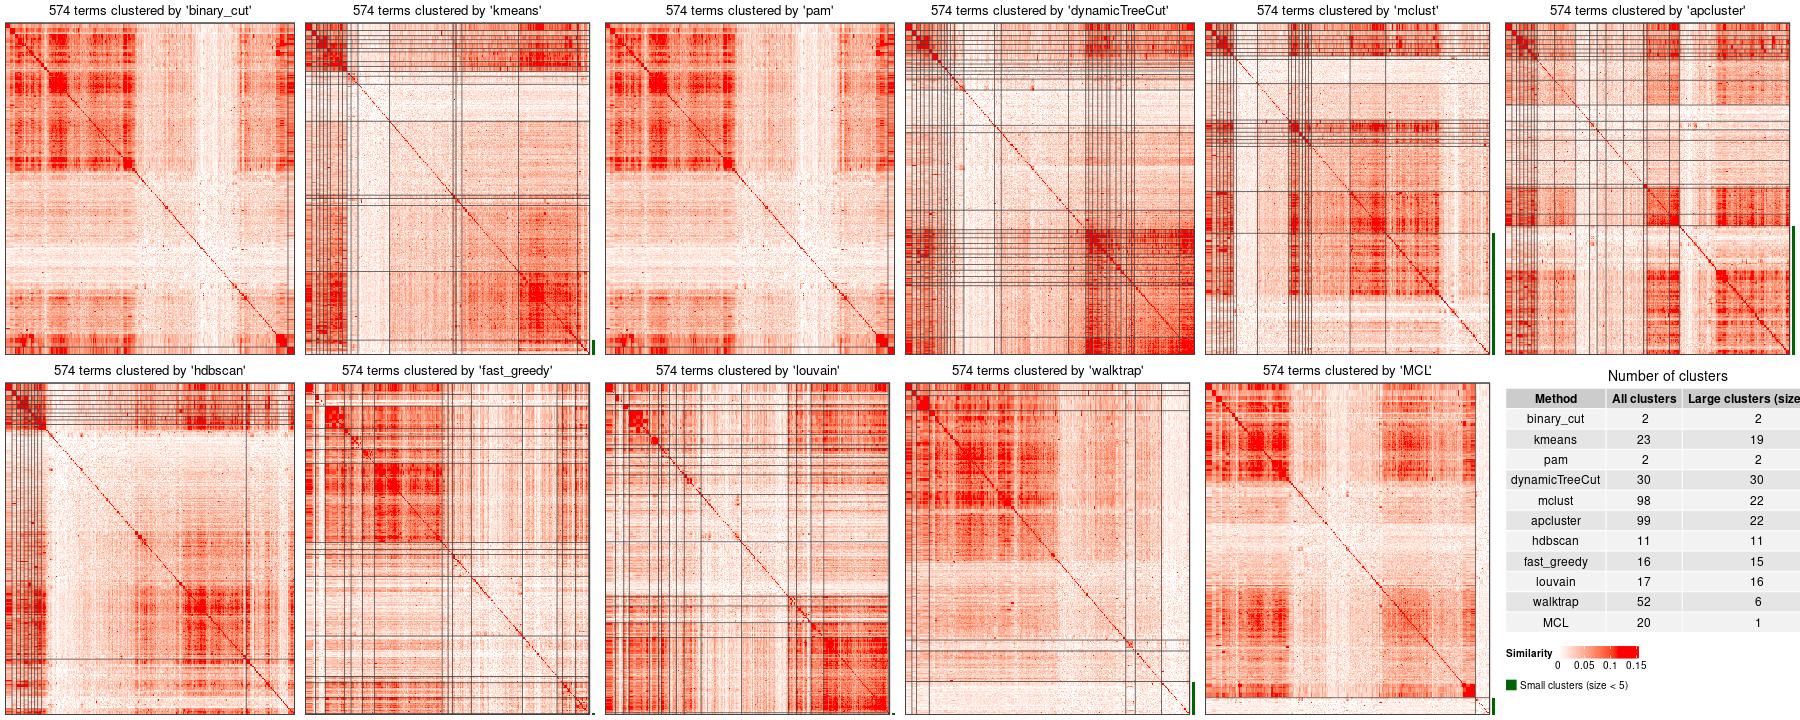 574 terms clustered by 'binary_cut'
574 terms clustered by 'kmeans'
574 terms clustered by 'pam'
574 terms clustered by 'dynamicTreeCut'
574 terms clustered by 'mclust'
574 terms clustered by 'apcluster'
574 terms clustered by 'hdbscan'
574 terms clustered by 'fast_greedy'
574 terms clustered by 'louvain'
574 terms clustered by 'walktrap'
574 terms clustered by 'MCL'
Number of clusters
Method All clusters Large clusters (size
binary_cut 2 2
kmeans 23 19
pam 2 2
dynamicTreeCut 30 30
mclust 98 22
apcluster 99 22
hdbscan 11 11
fast_greedy 16 15
louvain 17 16
walktrap 52 6
MCL 20 1
Similarity
0 0.05 0.1 0.15
Small clusters (size < 5)